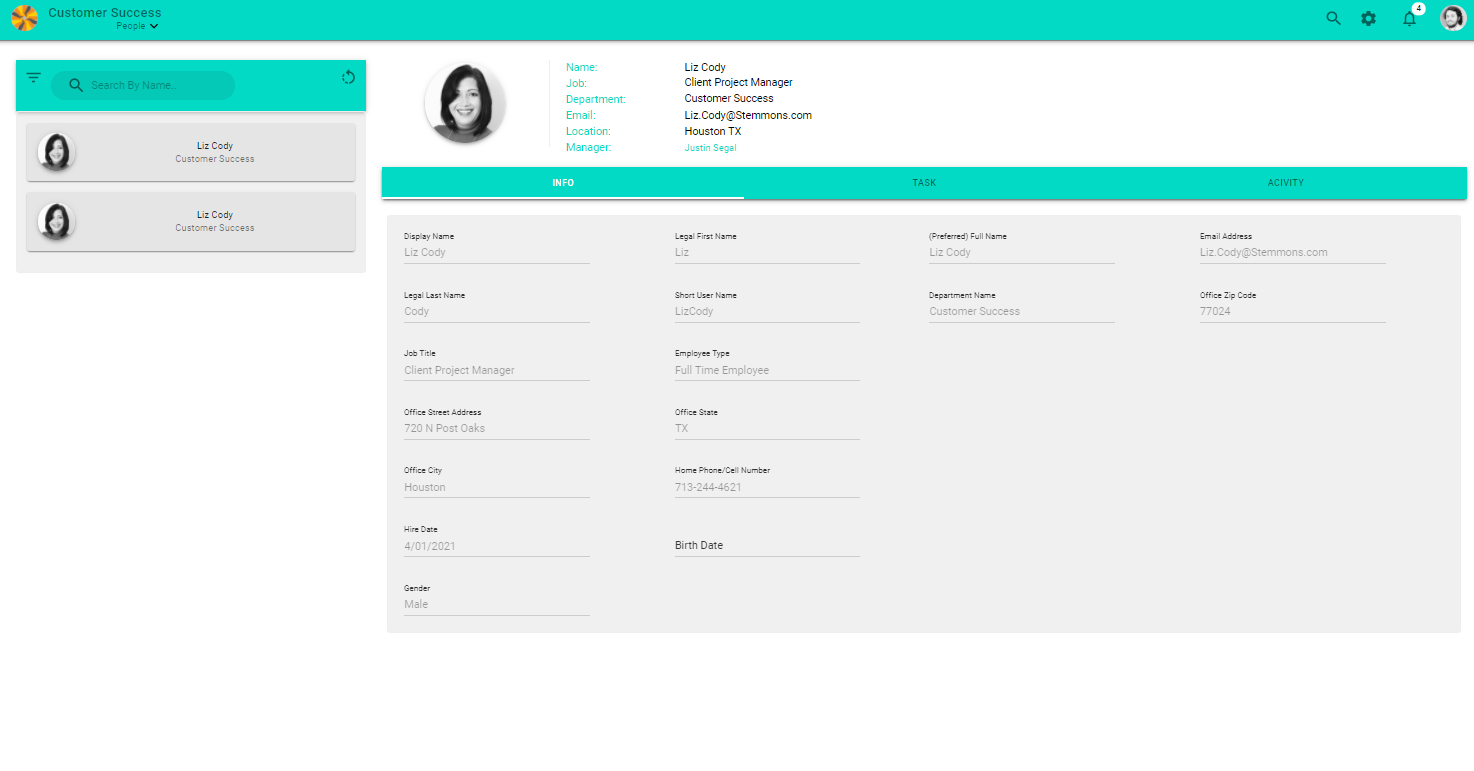 Customer Success
People
4
Search By Name..
Liz Cody
Customer Success
Liz Cody
Customer Success
Name: Liz Cody
Job: Client Project Manager
Department: Customer Success
Email: Liz.Cody@Stemmons.com
Location: Houston TX
Manager: Justin Segal
INFO TASK ACIVITY
Display Name Legal First Name (Preferred) Full Name Email Address
Liz Cody Liz Liz Cody Liz.Cody@Stemmons.com
Legal Last Name Short User Name Department Name Office Zip Code
Cody LizCody Customer Success 77024
Job Title Employee Type
Client Project Manager Full Time Employee
Office Street Address Office State
720 N Post Oaks TX
Office City Home Phone/Cell Number
Houston 713-244-4621
Hire Date
4/01/2021 Birth Date
Gender
Male